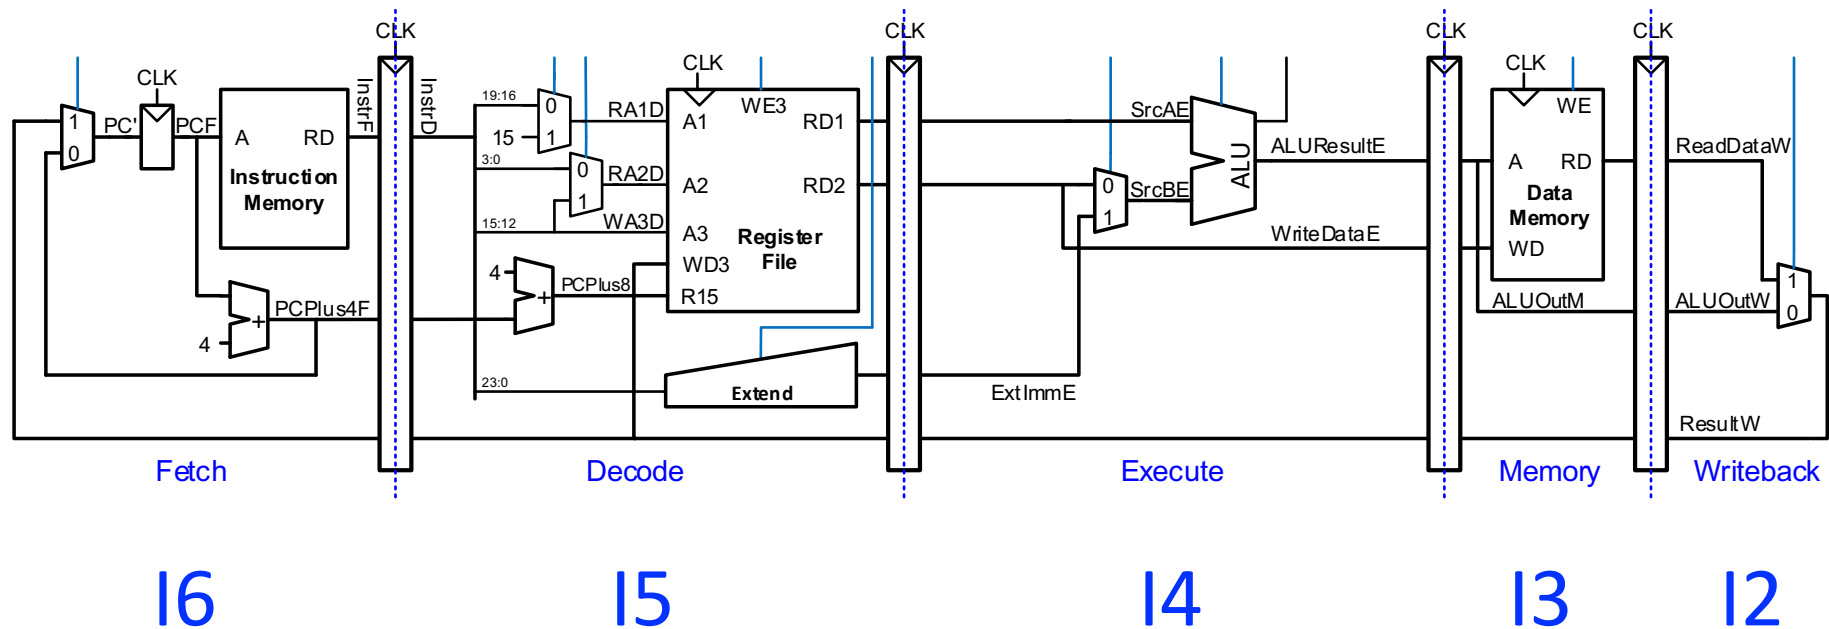 CLK CLK CLK CLK
CLK CLK CLK
19:16 0 RA1D WE3 SrcAE WE
1 PC' PCF A RD InstrF InstrD 15 1 A1 RD1 ALU ALUResultE ReadDataW
0 Instruction 3:0 0 RA2D A2 RD2 0 SrcBE A RD
Memory 1 1 Data
15:12 WA3D A3 Register WriteDataE Memory
File WD
4 WD3 1
PCPlus4F + PCPlus8 R15 ALUOutM ALUOutW 0
4 +
23:0 Extend ExtImmE
ResultW
Fetch Decode Execute Memory Writeback
I6 I5 I4 I3 I2